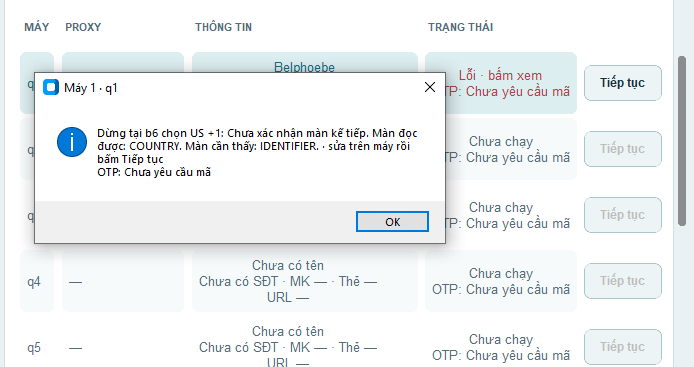 MÁY PROXY THÔNG TIN TRẠNG THÁI
Belphoebe
Lỗi · bấm xem
TP: Chưa yêu cầu mã
Tiếp tục
Máy 1 · q1
Dừng tại b6 chọn US +1: Chưa xác nhận màn kế tiếp. Màn đọc
được: COUNTRY. Màn cần thấy: IDENTIFIER. · sửa trên máy rồi
bấm Tiếp tục
OTP: Chưa yêu cầu mã
OK
Chưa chạy
TP: Chưa yêu cầu mã
Tiếp tục
Chưa chạy
TP: Chưa yêu cầu mã
Tiếp tục
q4 — Chưa có tên
Chưa có SĐT · MK — · Thẻ —
URL —
Chưa chạy
OTP: Chưa yêu cầu mã
Tiếp tục
q5 — Chưa có tên
Chưa có SĐT · MK — · Thẻ —
URL —
Chưa chạy
OTP: Chưa yêu cầu mã
Tiếp tục